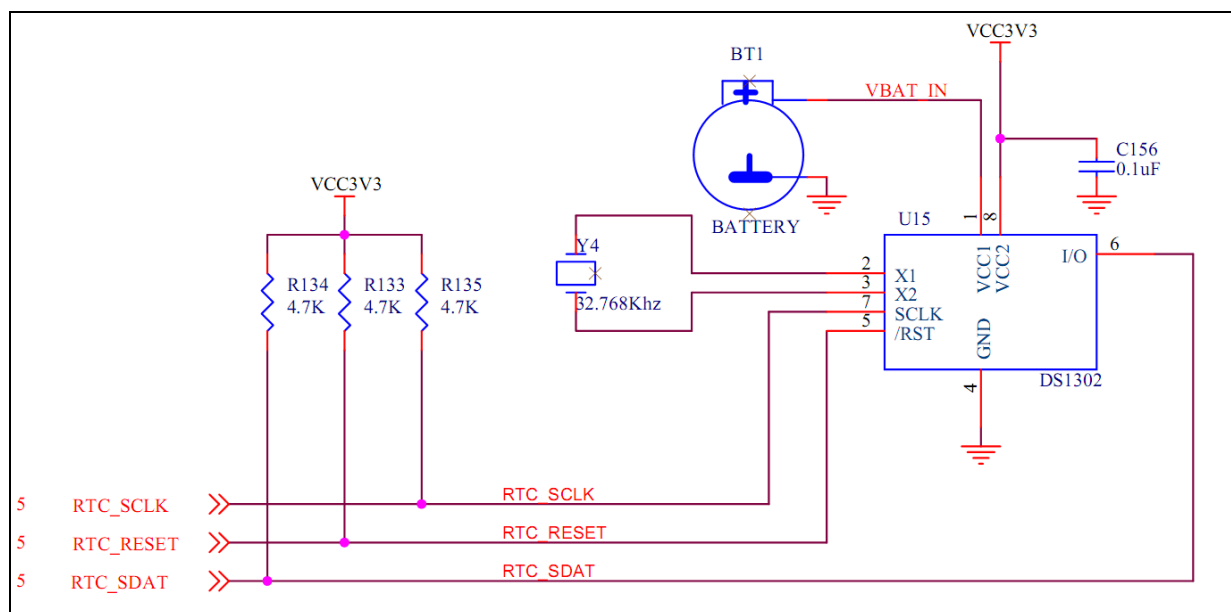 VCC3V3
BT1
VBAT_IN
C156
0.1uF
VCC3V3
BATTERY
U15
1
8
Y4
32.768Khz
R134
4.7K
R133
4.7K
R135
4.7K
2
X1
3
X2
7
SCLK
5
/RST
VCC1
VCC2
I/O
6
GND
4
DS1302
5 RTC_SCLK RTC_SCLK
5 RTC_RESET RTC_RESET
5 RTC_SDAT RTC_SDAT